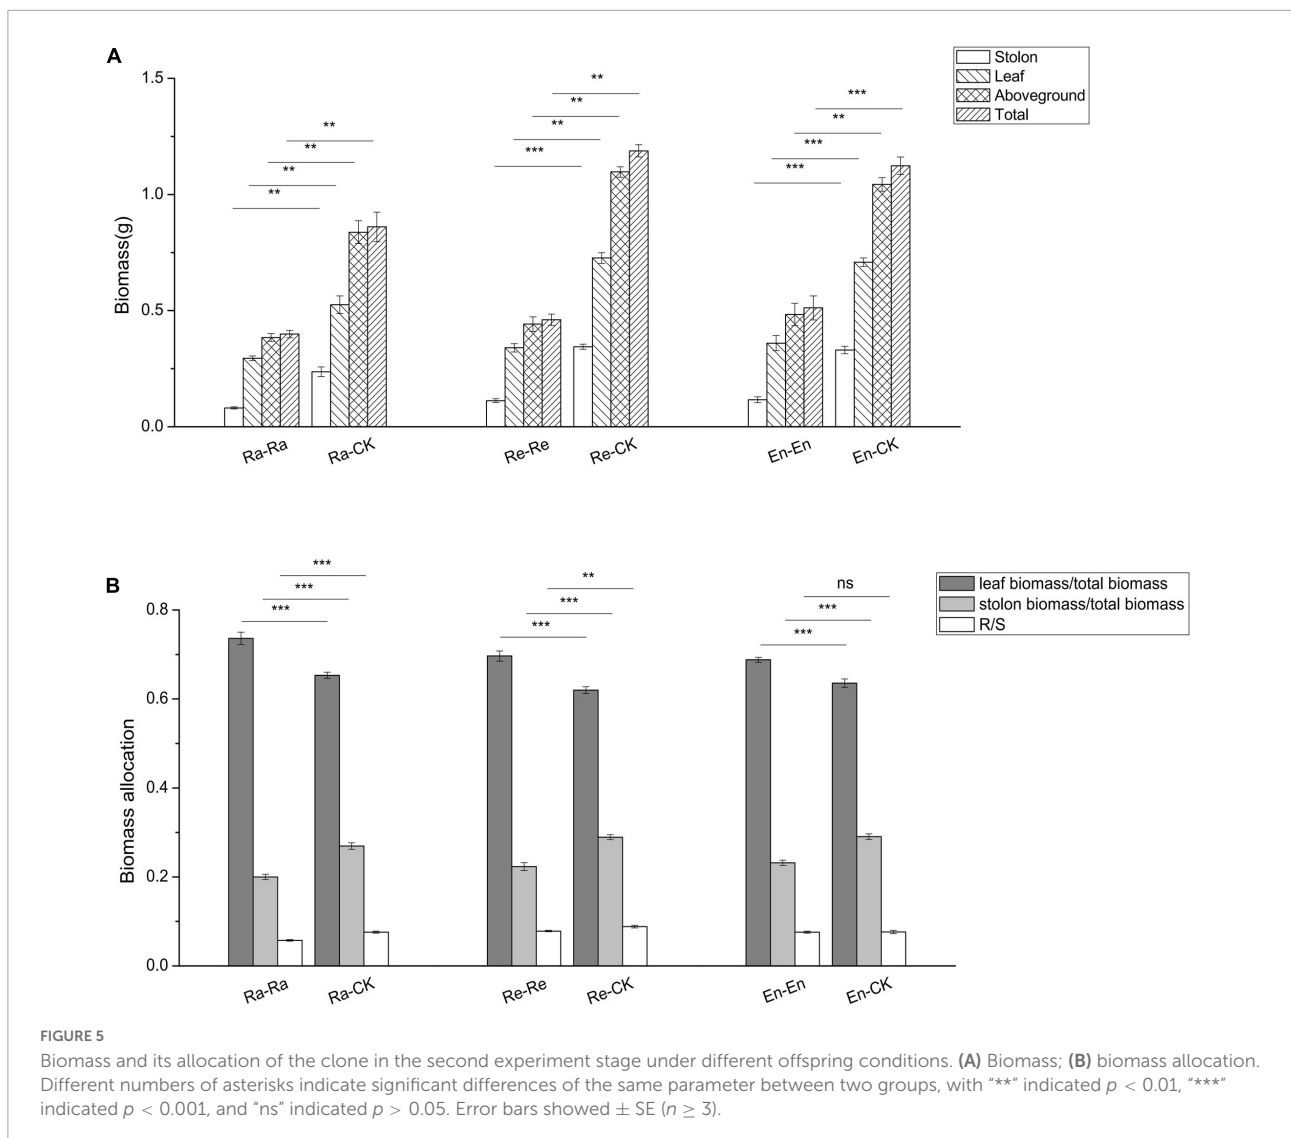 A
Stolon
Leaf
Aboveground
Total
1.5
1.0
0.5
0.0
Biomass(g)
** ** ** **
*** ** ** **
*** *** ** ***
Ra-Ra Ra-CK Re-Re Re-CK En-En En-CK
B
leaf biomass/total biomass
stolon biomass/total biomass
R/S
0.8
0.6
0.4
0.2
0.0
Biomass allocation
*** *** ***
*** *** **
*** *** ns
Ra-Ra Ra-CK Re-Re Re-CK En-En En-CK
FIGURE 5
Biomass and its allocation of the clone in the second experiment stage under different offspring conditions. (A) Biomass; (B) biomass allocation.
Different numbers of asterisks indicate significant differences of the same parameter between two groups, with “**” indicated p < 0.01, “***”
indicated p < 0.001, and “ns” indicated p > 0.05. Error bars showed ± SE (n ≥ 3).